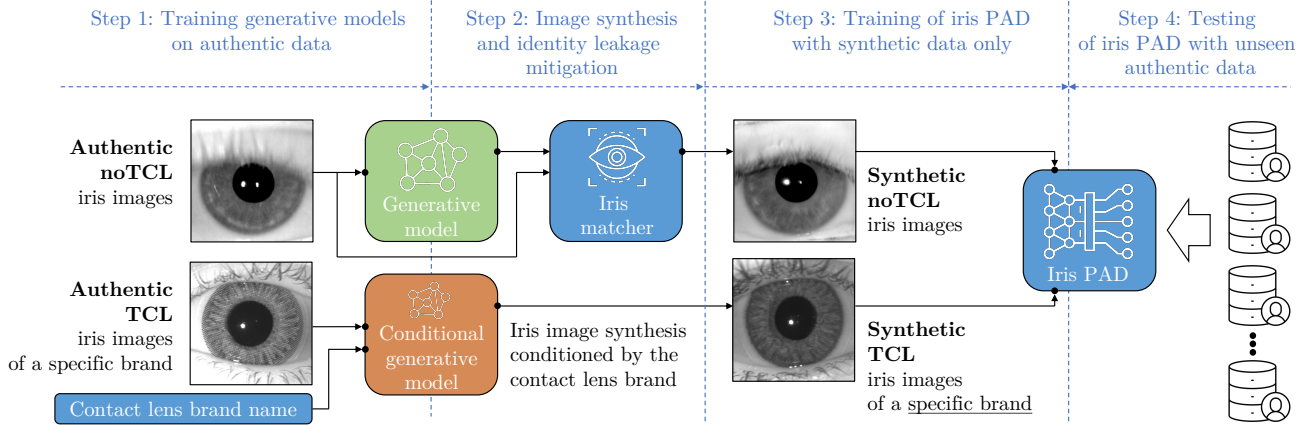 Step 1: Training generative models
on authentic data
Step 2: Image synthesis
and identity leakage
mitigation
Step 3: Training of iris PAD
with synthetic data only
Step 4: Testing
of iris PAD with unseen
authentic data
Authentic
noTCL
iris images
Generative
model
Iris
matcher
Synthetic
noTCL
iris images
Iris PAD
Authentic
TCL
iris images
of a specific brand
Contact lens brand name
Conditional
generative
model
Iris image synthesis
conditioned by the
contact lens brand
Synthetic
TCL
iris images
of a specific brand